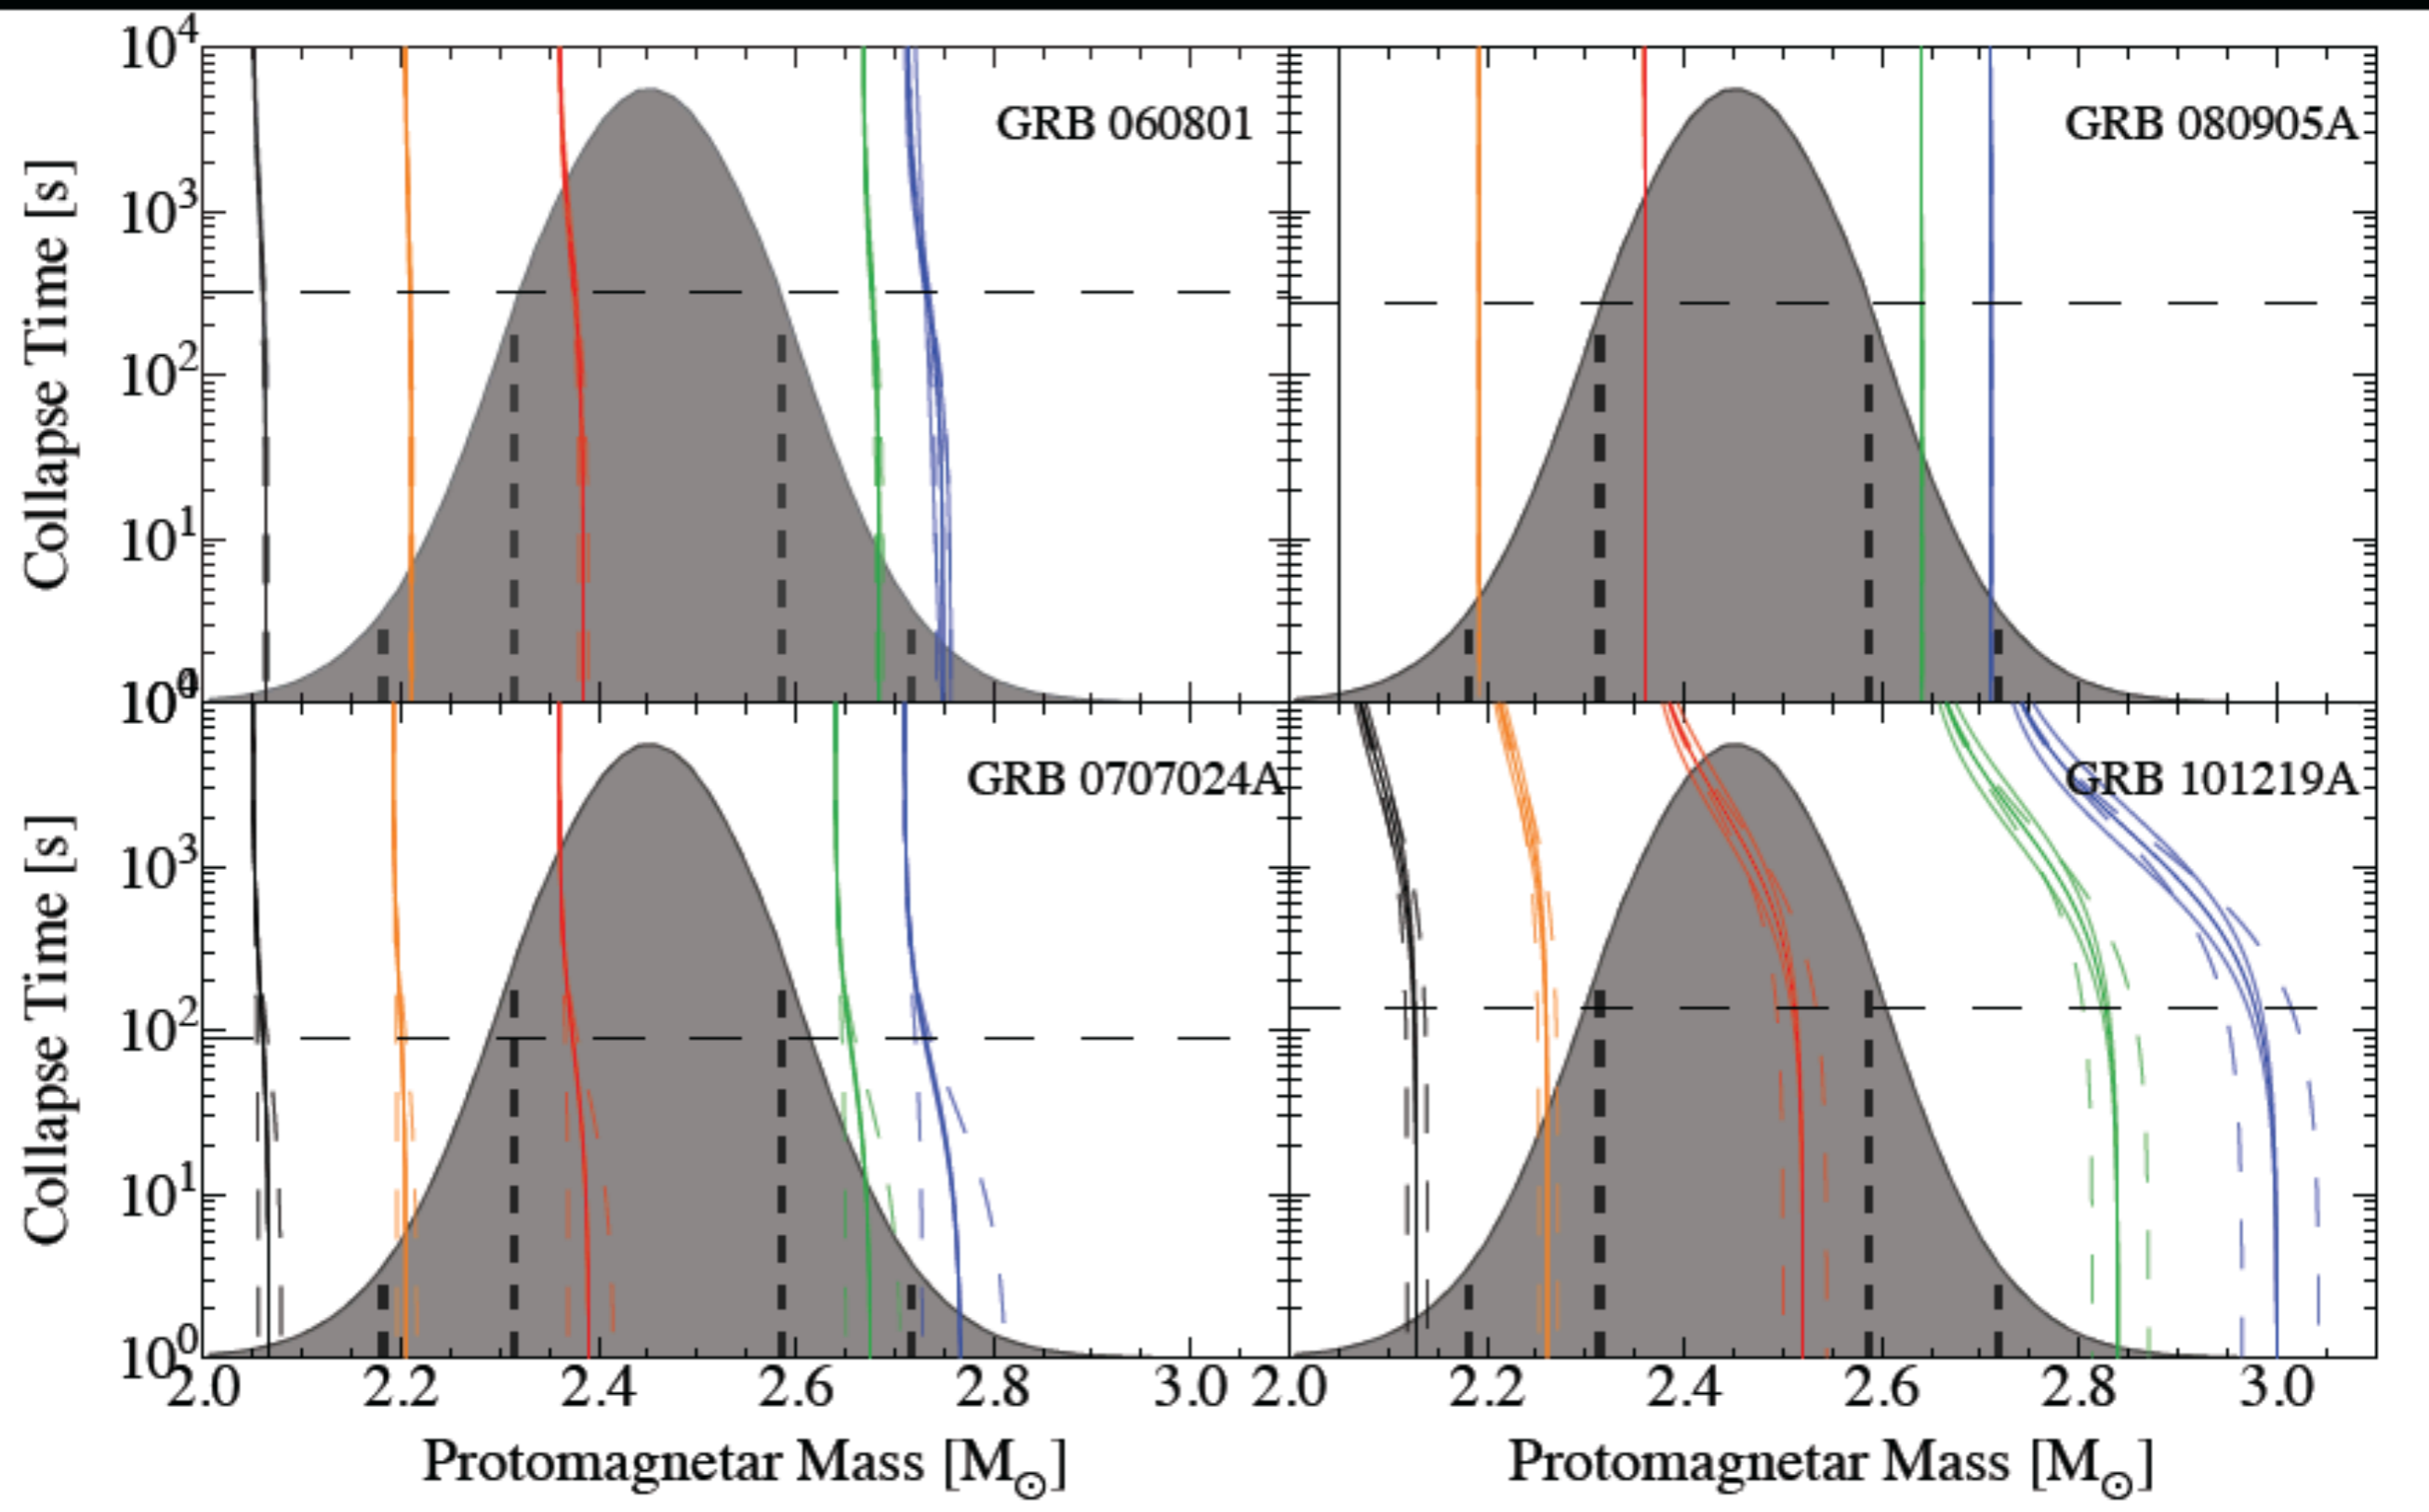 10⁴
GRB 060801
GRB 080905A
10³
10²
10¹
10⁰
Collapse Time [s]
GRB 0707024A
GRB 101219A
10³
10²
10¹
10⁰
Collapse Time [s]
2.0 2.2 2.4 2.6 2.8 3.0 2.0 2.2 2.4 2.6 2.8 3.0
Protomagnetar Mass [M⊙] Protomagnetar Mass [M⊙]